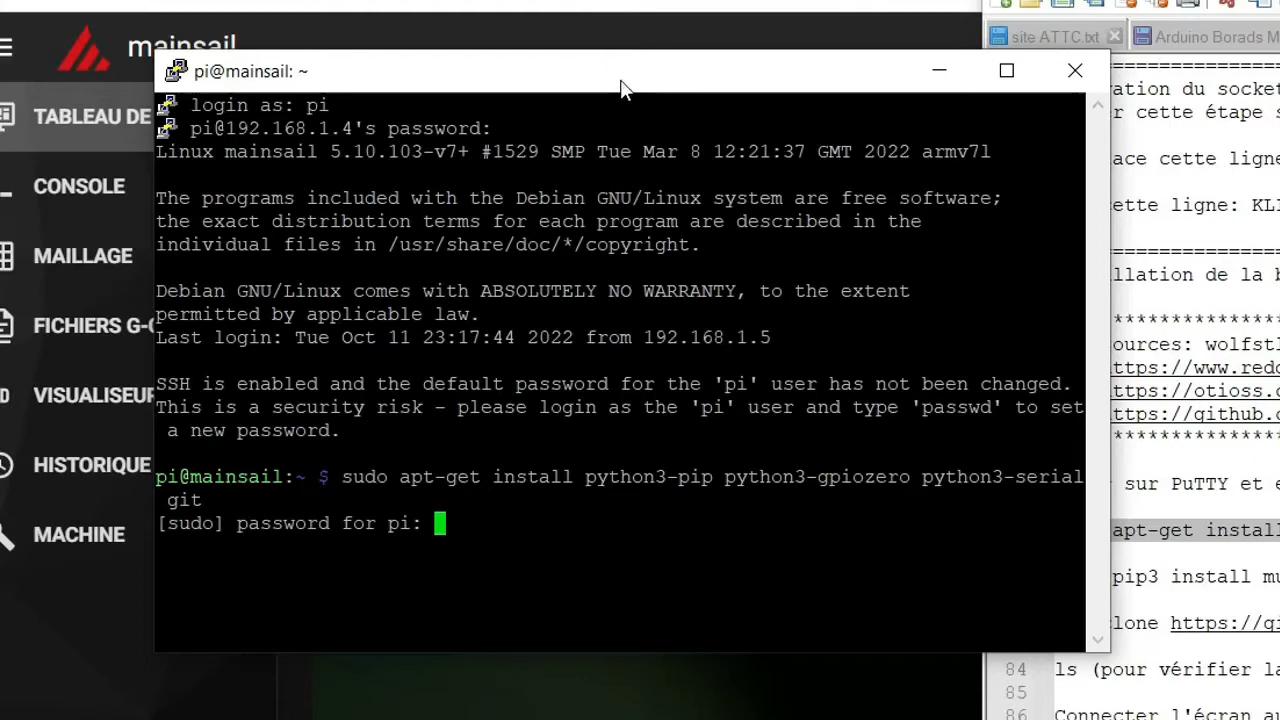 mainsail
TABLEAU DE
CONSOLE
MAILLAGE
FICHIERS G-
VISUALISEUR
HISTORIQUE
MACHINE
pi@mainsail: ~
login as: pi
pi@192.168.1.4's password:
Linux mainsail 5.10.103-v7+ #1529 SMP Tue Mar 8 12:21:37 GMT 2022 armv7l
The programs included with the Debian GNU/Linux system are free software;
the exact distribution terms for each program are described in the
individual files in /usr/share/doc/*/copyright.
Debian GNU/Linux comes with ABSOLUTELY NO WARRANTY, to the extent
permitted by applicable law.
Last login: Tue Oct 11 23:17:44 2022 from 192.168.1.5
SSH is enabled and the default password for the 'pi' user has not been changed.
This is a security risk - please login as the 'pi' user and type 'passwd' to set
a new password.
pi@mainsail:~ $ sudo apt-get install python3-pip python3-gpiozero python3-serial
git
[sudo] password for pi:
site ATTC.txt
Arduino Borads M
ration du socket
r cette étape s
ace cette ligne
cette ligne: KLI
llation de la b
****************
ources: wolfstl
https://www.redd
https://otioss.c
https://github.c
****************
sur PuTTY et e
apt-get install
pip3 install mu
clone https://gi
84 ls (pour vérifier la
85
86 Connecter l'écran au